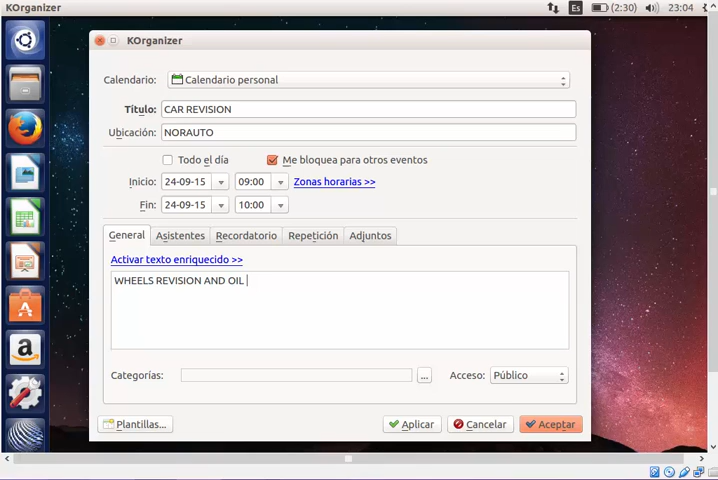 KOrganizer
Es (2:30) 23:04
KOrganizer
Calendario: Calendario personal
Título: CAR REVISION
Ubicación: NORAUTO
Todo el día Me bloquea para otros eventos
Inicio: 24-09-15 09:00 Zonas horarias >>
Fin: 24-09-15 10:00
General Asistentes Recordatorio Repetición Adjuntos
Activar texto enriquecido >>
WHEELS REVISION AND OIL
Categorías: ... Acceso: Público
Plantillas... Aplicar Cancelar Aceptar